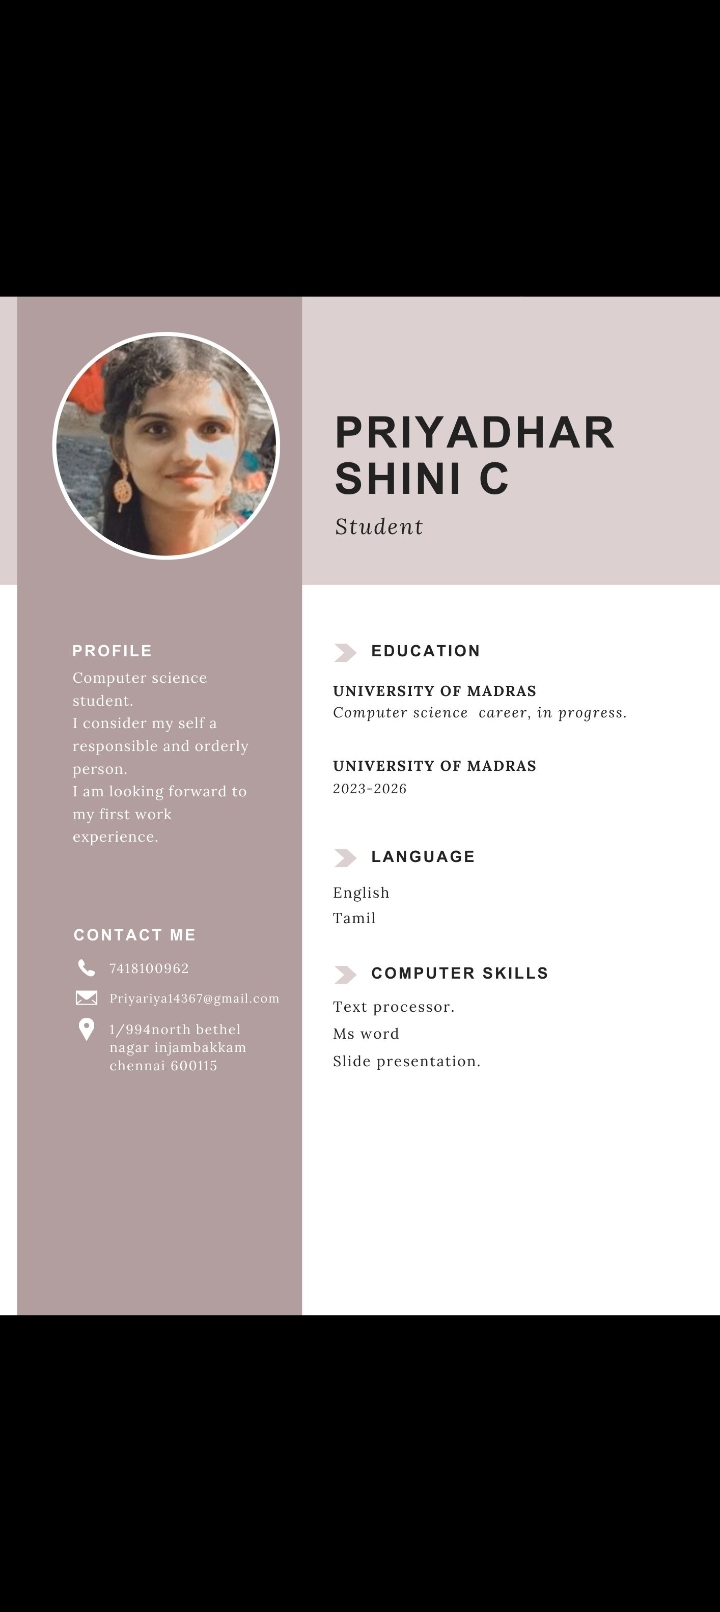 PRIYADHAR
SHINI C
Student
PROFILE
Computer science
student.
I consider my self a
responsible and orderly
person.
I am looking forward to
my first work
experience.
CONTACT ME
7418100962
Priyariya14367@gmail.com
1/994north bethel
nagar injambakkam
chennai 600115
EDUCATION
UNIVERSITY OF MADRAS
Computer science career, in progress.
UNIVERSITY OF MADRAS
2023-2026
LANGUAGE
English
Tamil
COMPUTER SKILLS
Text processor.
Ms word
Slide presentation.